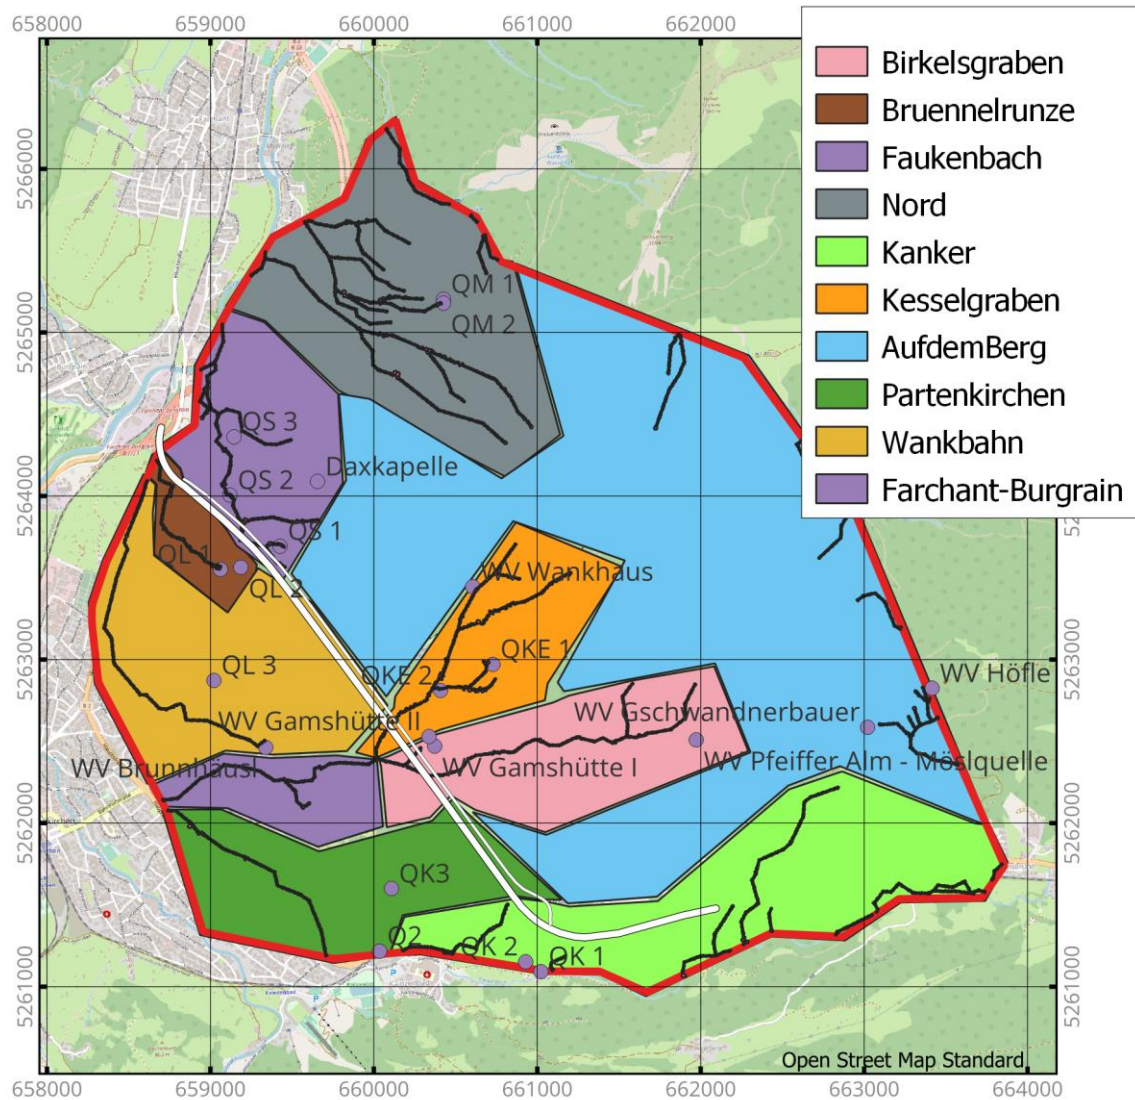 658000
659000
660000
661000
662000
Birkelsgraben
Bruennelrunze
Faukenbach
Nord
Kanker
Kesselgraben
AufdemBerg
Partenkirchen
Wankbahn
Farchant-Burgrain
5266000
5265000
5264000
5263000
5262000
5261000
5263000
5262000
5261000
QM 1
QM 2
QS 3
Daxkapelle
QS 2
QS 1
QL 1
QL 2
WV Wankhaus
QKE 1
QKE 2
QL 3
WV Höfle
WV Gschwandnerbauer
WV Gamshütte II
WV Gamshütte I
WV Pfeiffer Alm - Möslquelle
WV Brunnhäusl
QK3
Q2
QK 2
QK 1
Open Street Map Standard
658000
659000
660000
661000
662000
663000
664000